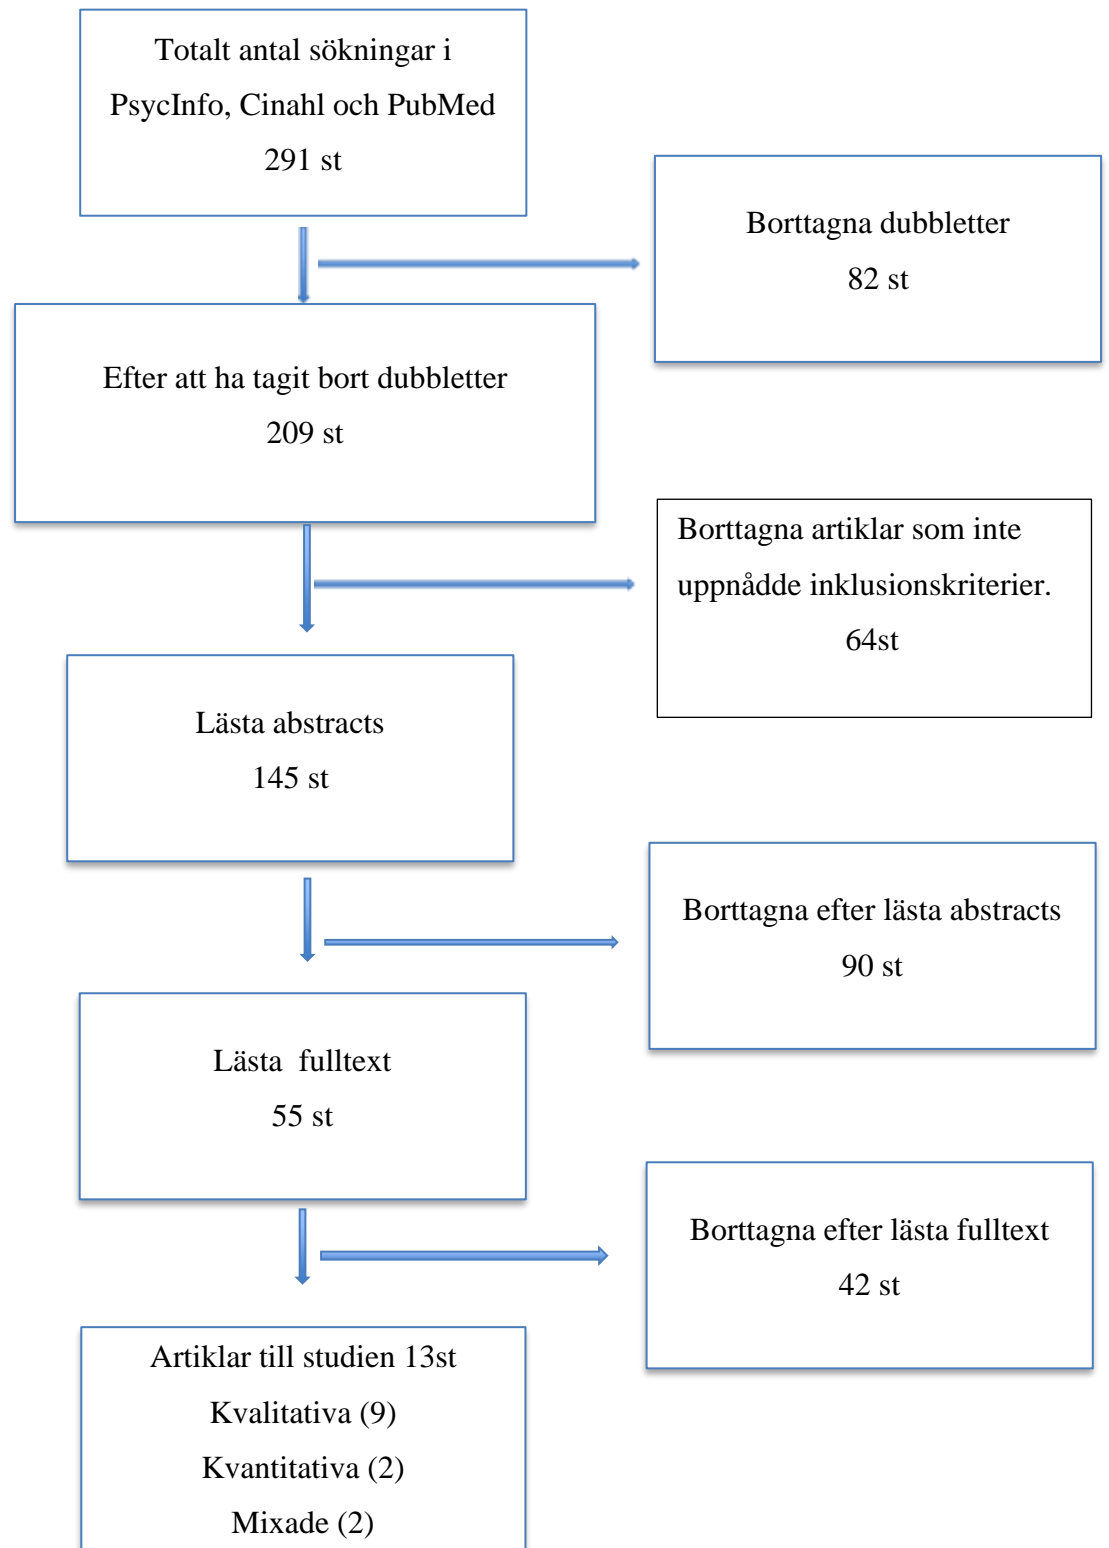 Totalt antal sökningar i
PsycInfo, Cinahl och PubMed
291 st
Borttagna dubbletter
82 st
Efter att ha tagit bort dubbletter
209 st
Borttagna artiklar som inte
uppnådde inklusionskriterier.
64st
Lästa abstracts
145 st
Borttagna efter lästa abstracts
90 st
Lästa  fulltext
55 st
Borttagna efter lästa fulltext
42 st
Artiklar till studien 13st
Kvalitativa (9)
Kvantitativa (2)
Mixade (2)